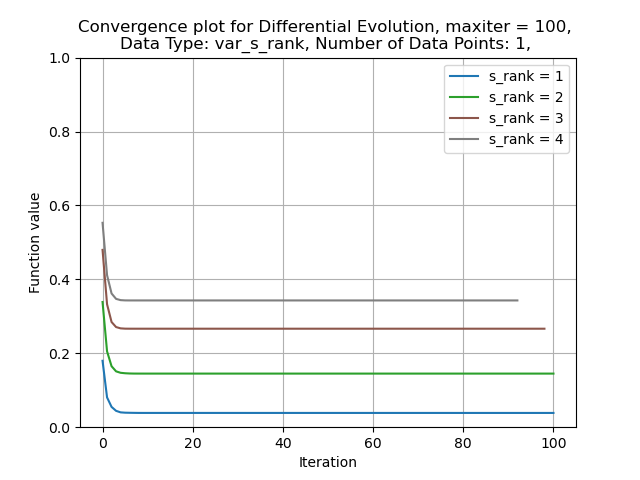 Convergence plot for Differential Evolution, maxiter = 100,
Data Type: var_s_rank, Number of Data Points: 1,
1.0
0.8
0.6
0.4
0.2
0.0
Function value
s_rank = 1
s_rank = 2
s_rank = 3
s_rank = 4
0 20 40 60 80 100
Iteration